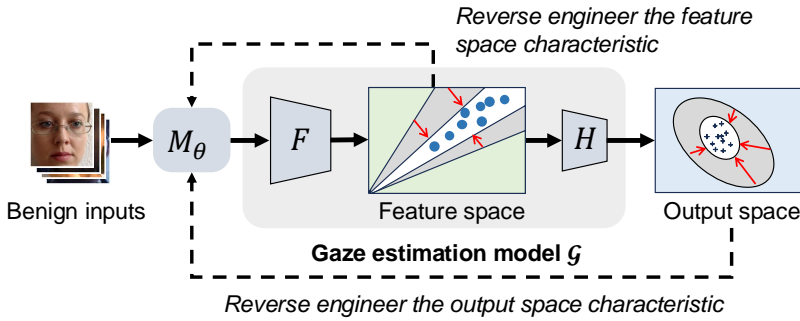 Reverse engineer the feature
space characteristic
M_θ
F
H
Benign inputs
Feature space
Output space
Gaze estimation model 𝒢
Reverse engineer the output space characteristic